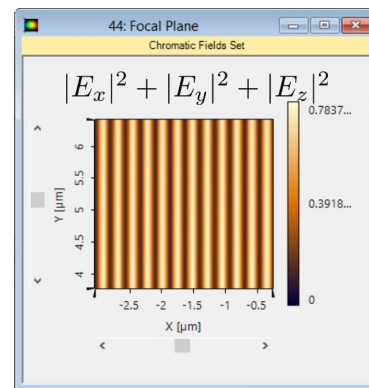 44: Focal Plane
Chromatic Fields Set
|E_x|^2 + |E_y|^2 + |E_z|^2
0.7837...
0.3918...
0
6
5.5
5
4.5
4
Y [µm]
-2.5 -2 -1.5 -1 -0.5
X [µm]